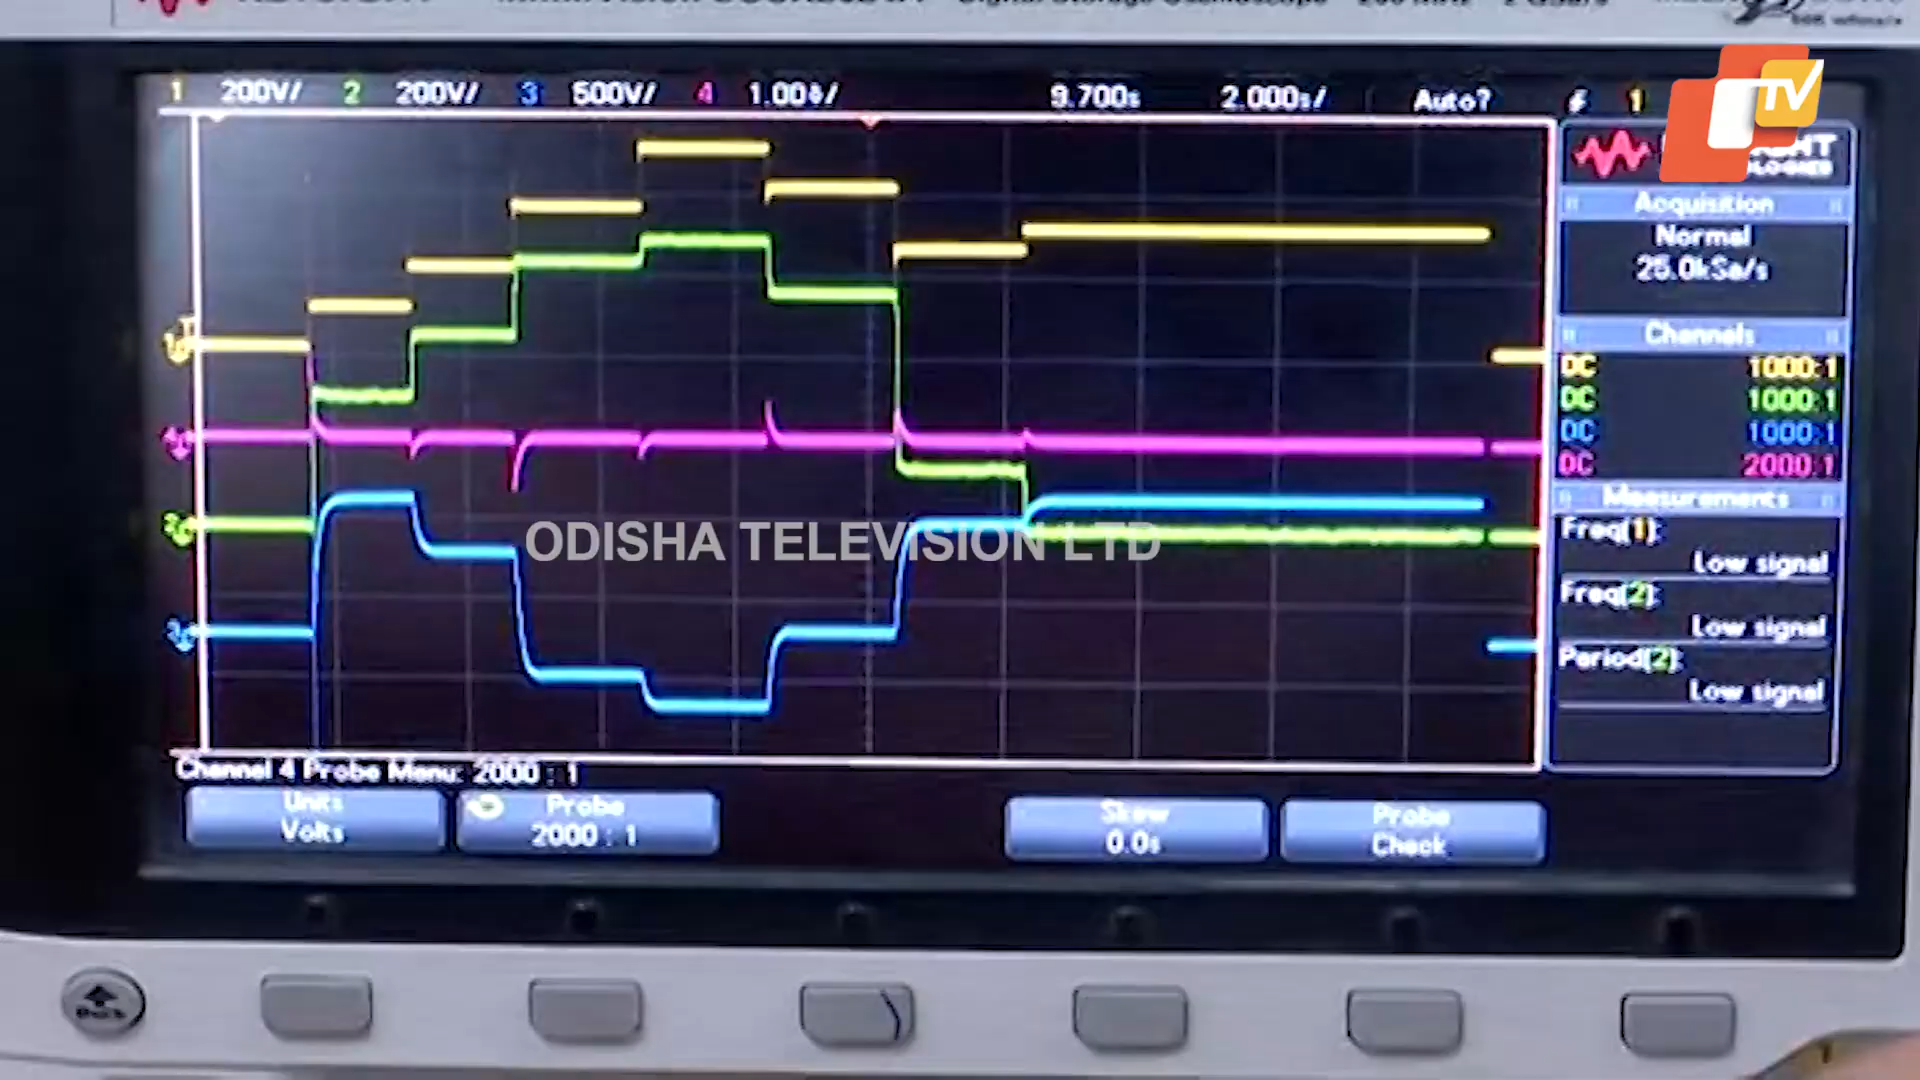 1 200V/ 2 200V/ 3 500V/ 4 1.00
9.700s 2.000s/ Auto? 1
TV
Acquisition
Normal
25.0kSa/s
Channels
DC 1000:1
DC 1000:1
DC 1000:1
DC 2000:1
Measurements
Freq(1):
Low signal
Freq(2):
Low signal
Period(2):
Low signal
ODISHA TELEVISION LTD
Channel 4 Probe Menu: 2000 : 1
Units
Volts
Probe
2000 : 1
Skew
0.0s
Probe
Check
Back